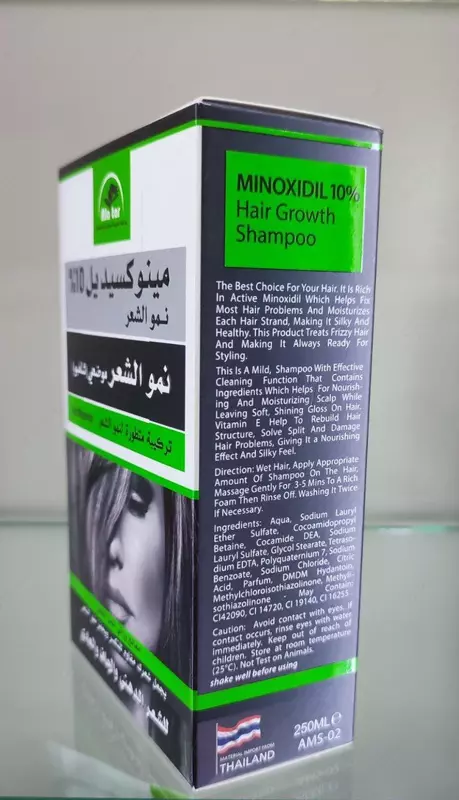 مينوكسيديل 10%
نمو الشعر
نمو الشعر موضعي
تركيبة متطورة لنمو الشعر
MINOXIDIL 10%
Hair Growth
Shampoo
The Best Choice For Your Hair. It Is Rich
In Active Minoxidil Which Helps Fix
Most Hair Problems And Moisturizes
Each Hair Strand, Making It Silky And
Healthy. This Product Treats Frizzy Hair
And Making It Always Ready For
Styling.
This Is A Mild, Shampoo With Effective
Cleaning Function That Contains
Ingredients Which Helps For Nourish-
ing And Moisturizing Scalp While
Leaving Soft, Shining Gloss On Hair.
Vitamin E Help To Rebuild Hair
Structure, Solve Split And Damage
Hair Problems, Giving It a Nourishing
Effect And Silky Feel.
Direction: Wet Hair, Apply Appropriate
Amount Of Shampoo On The Hair,
Massage Gently For 3-5 Mins To A Rich
Foam Then Rinse Off. Washing It Twice
If Necessary.
Ingredients: Aqua, Sodium Lauryl
Ether Sulfate, Cocoamidopropyl
Betaine, Cocamide DEA, Sodium
Lauryl Sulfate, Glycol Stearate, Tetraso-
dium EDTA, Polyquaternium 7, Sodium
Benzoate, Sodium Chloride, Citric
Acid, Parfum, DMDM Hydantoin,
Methylchloroisothiazolinone, Methyli-
sothiazolinone - May Contain:
CI42090, CI 14720, CI 19140, CI 16255
Caution: Avoid contact with eyes. If
contact occurs, rinse eyes with water
immediately. Keep out of reach of
children. Store at room temperature
(25°C). Not Test on Animals.
shake well before using
MATERIAL IMPORT FROM
THAILAND
250ML℮
AMS-02